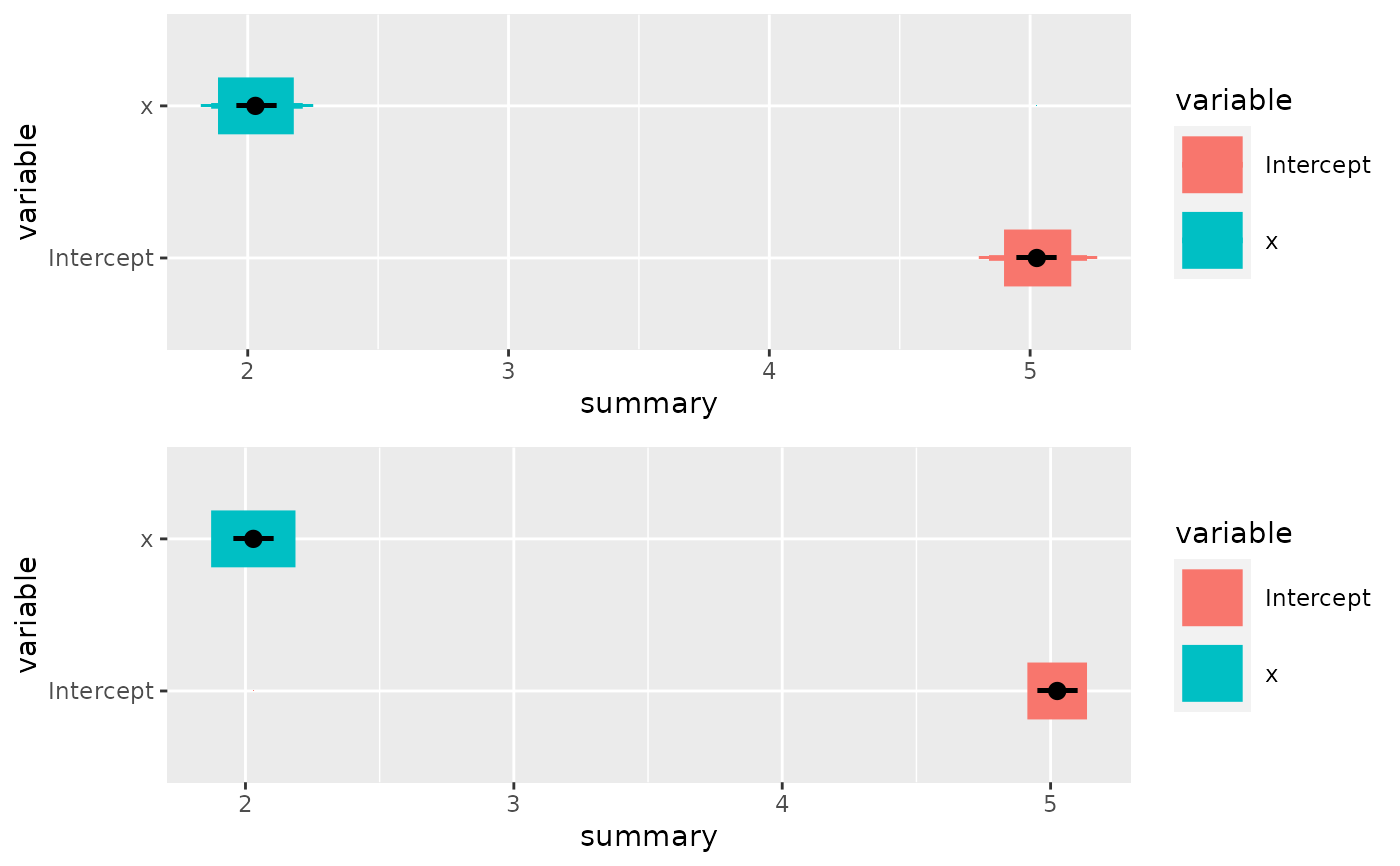 variable
x
Intercept
2 3 4 5
summary
variable
Intercept
x
variable
x
Intercept
2 3 4 5
summary
variable
Intercept
x